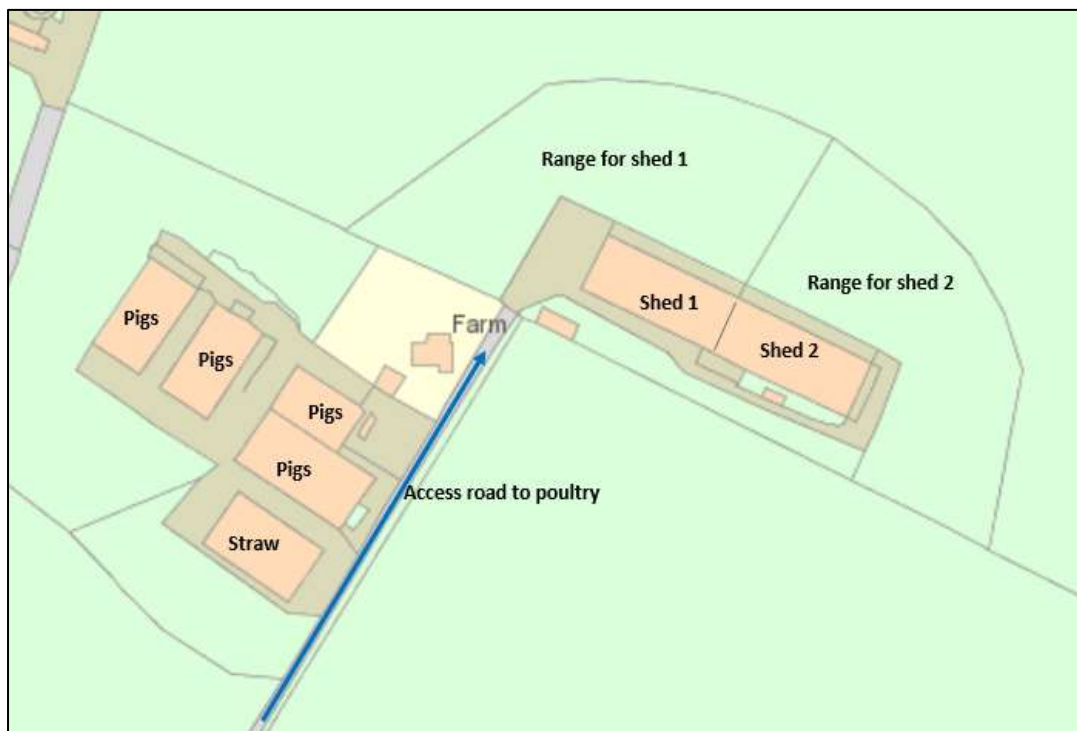 Range for shed 1
Range for shed 2
Shed 1
Pigs
Farm
Shed 2
Pigs
Pigs
Pigs
Access road to poultry
Straw